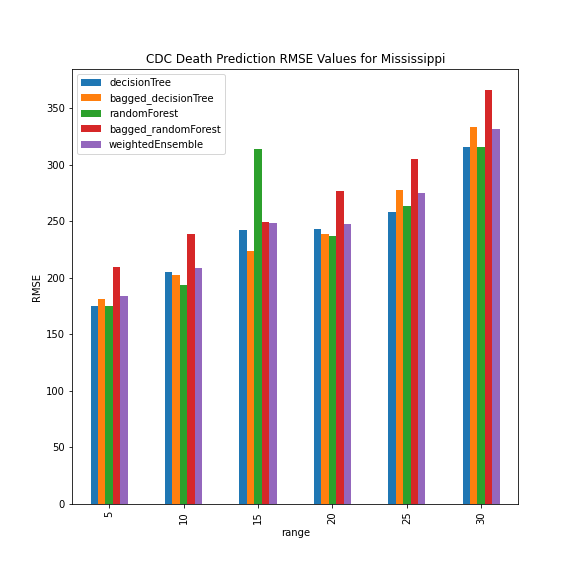 CDC Death Prediction RMSE Values for Mississippi
decisionTree
bagged_decisionTree
randomForest
bagged_randomForest
weightedEnsemble
350
300
250
200
150
100
50
0
RMSE
5
10
15
20
25
30
range